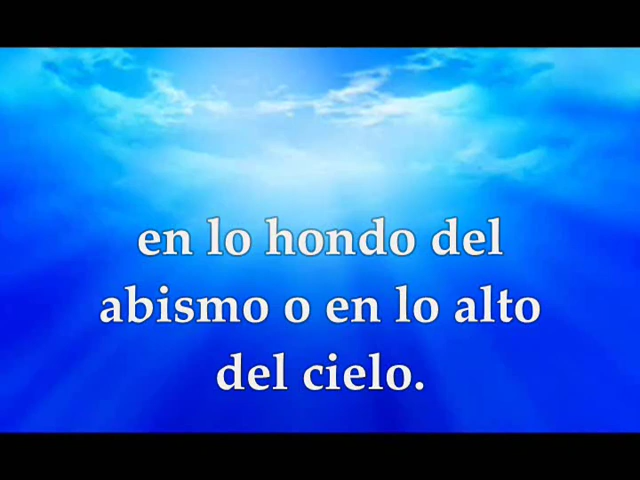 en lo hondo del
abismo o en lo alto
del cielo.